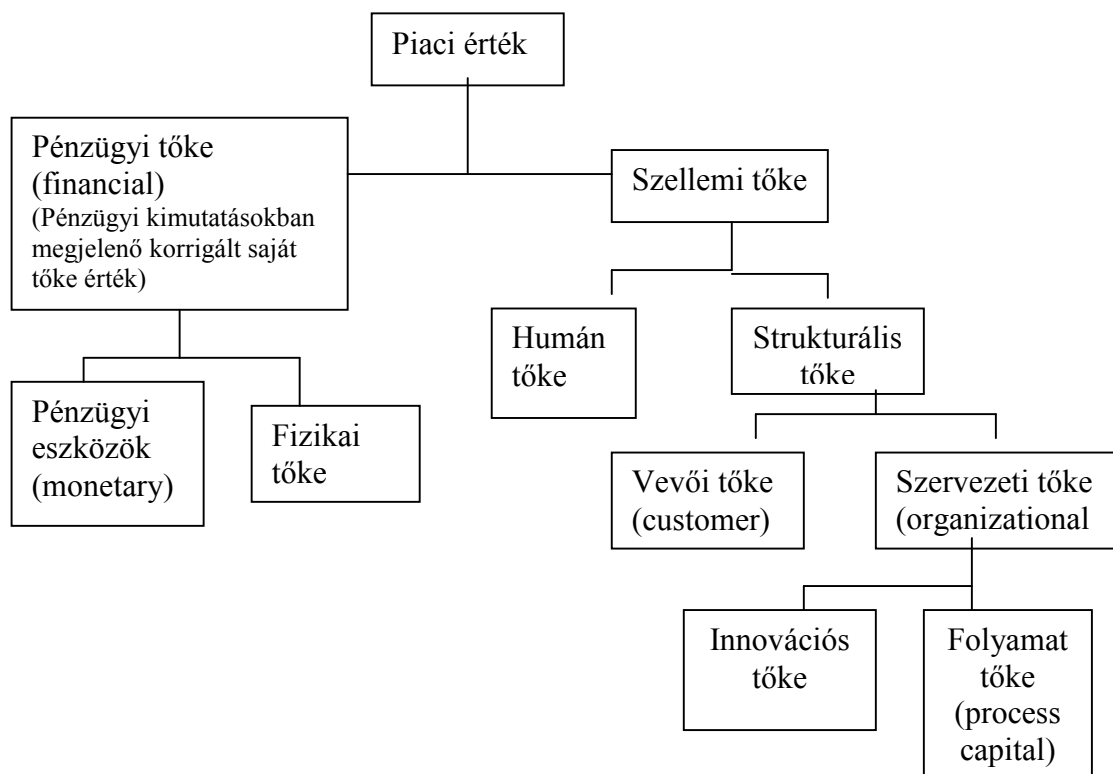 Piaci érték
Pénzügyi tőke
(financial)
(Pénzügyi kimutatásokban
megjelenő korrigált saját
tőke érték)
Szellemi tőke
Humán
tőke
Strukturális
tőke
Pénzügyi
eszközök
(monetary)
Fizikai
tőke
Vevői tőke
(customer)
Szervezeti tőke
(organizational
Innovációs
tőke
Folyamat
tőke
(process
capital)